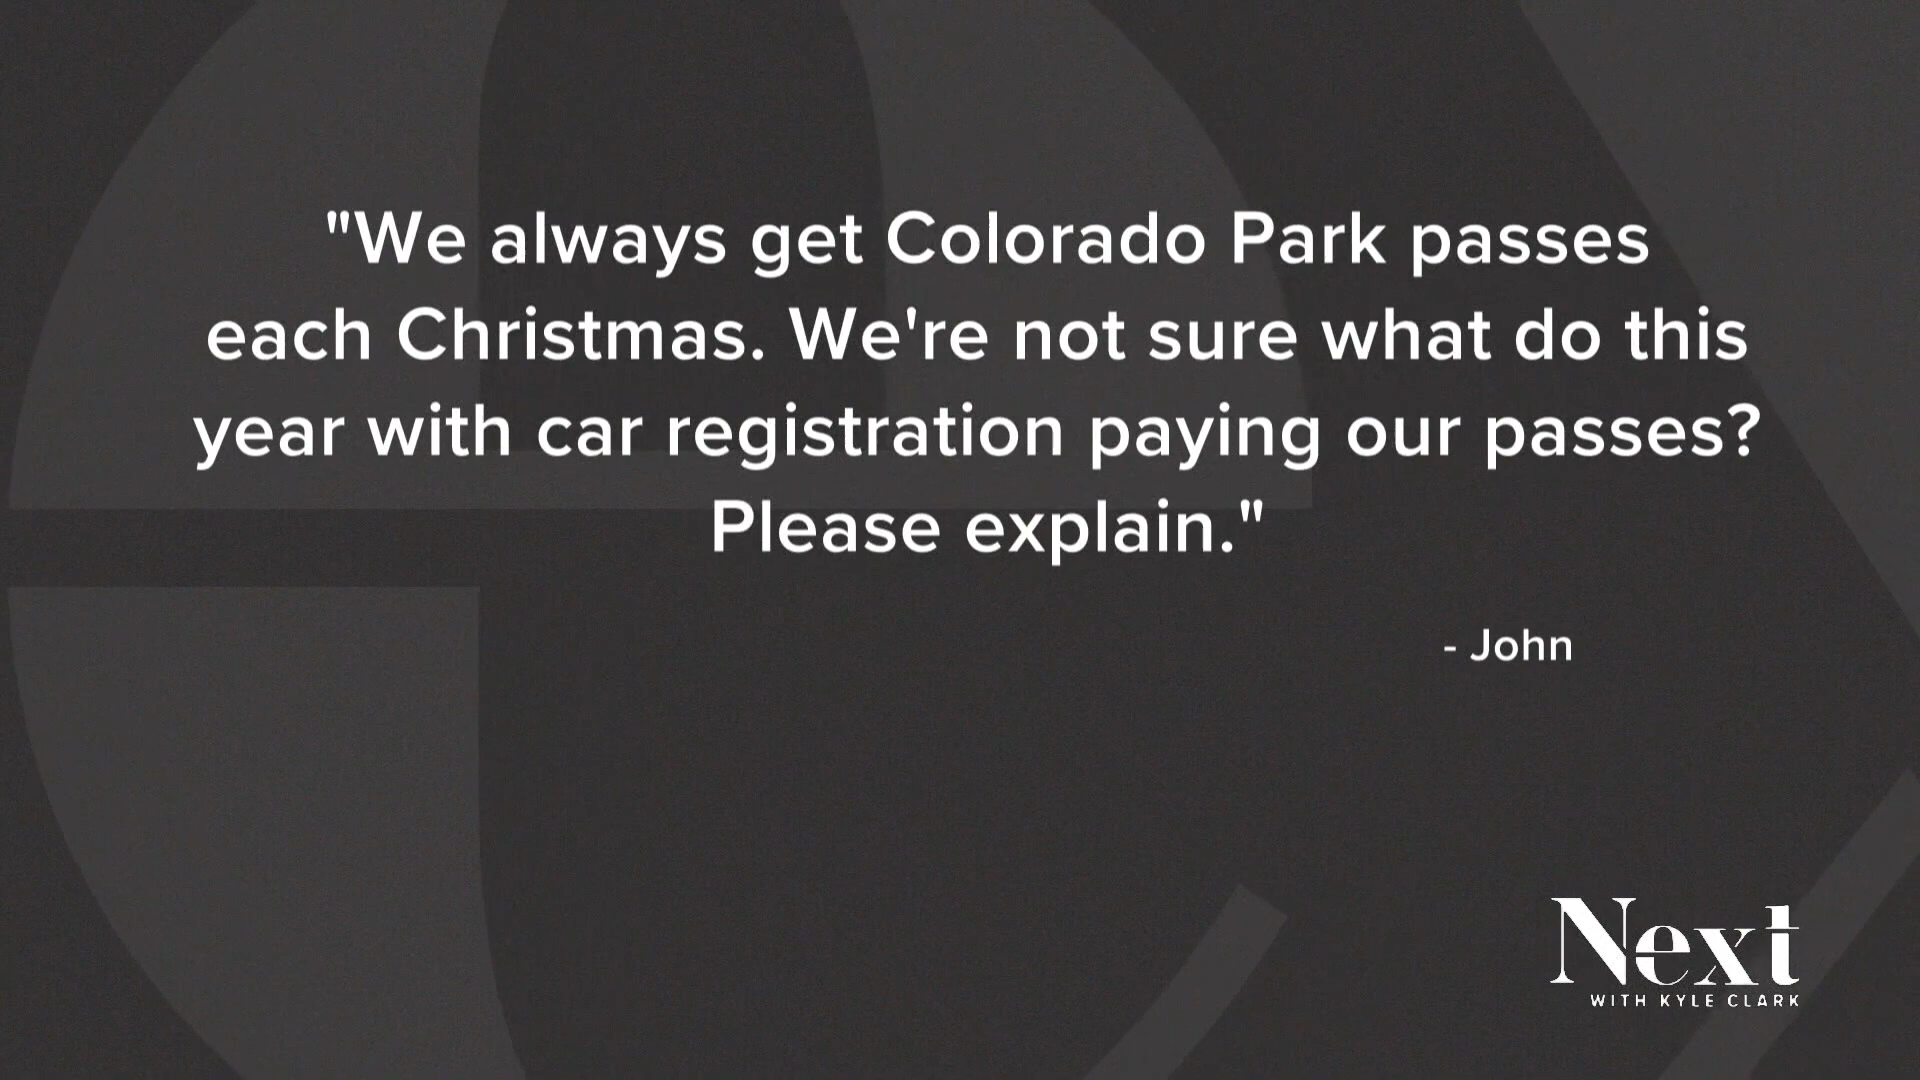 "We always get Colorado Park passes
each Christmas. We're not sure what do this
year with car registration paying our passes?
Please explain."
- John
Next
WITH KYLE CLARK